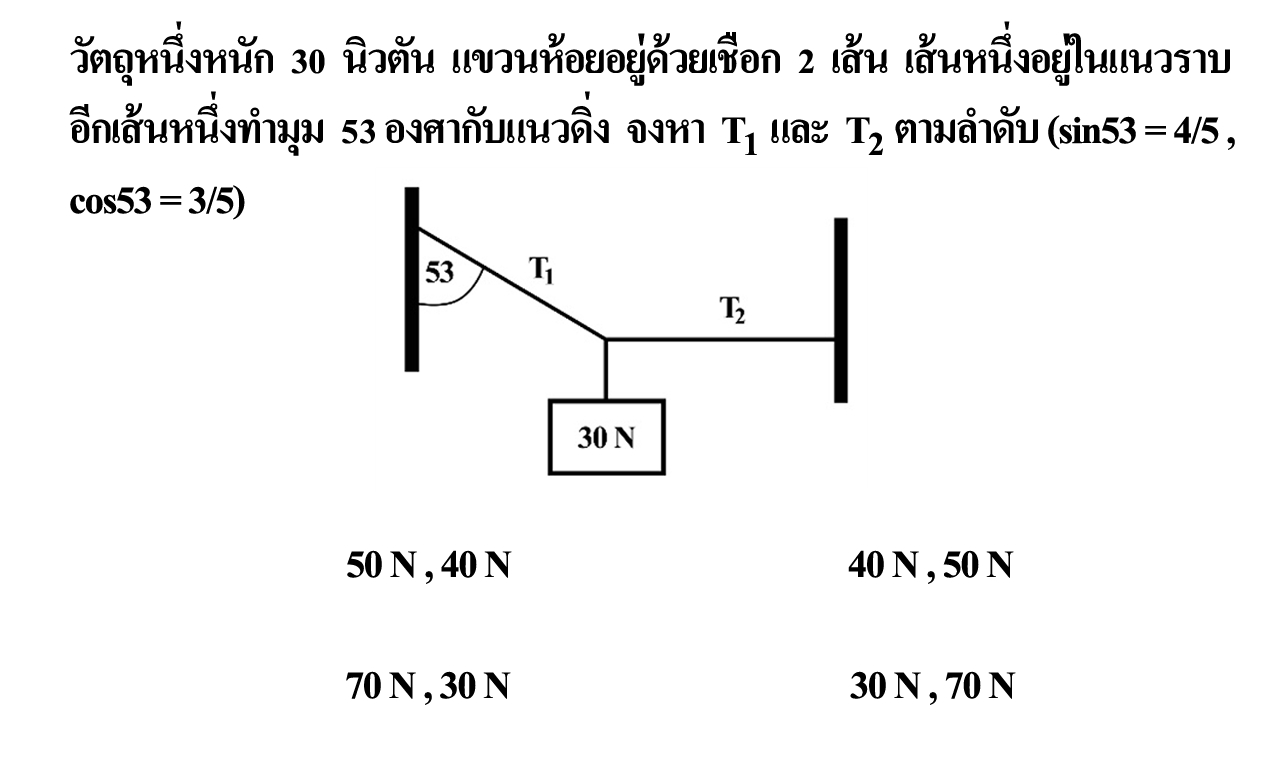 วัตถุหนึ่งหนัก 30 นิวตัน แขวนห้อยอยู่ด้วยเชือก 2 เส้น เส้นหนึ่งอยู่ในแนวราบ
อีกเส้นหนึ่งทำมุม 53 องศากับแนวดิ่ง จงหา T₁ และ T₂ ตามลำดับ (sin53 = 4/5 ,
cos53 = 3/5)
53
T₁
T₂
30 N
50 N , 40 N
40 N , 50 N
70 N , 30 N
30 N , 70 N